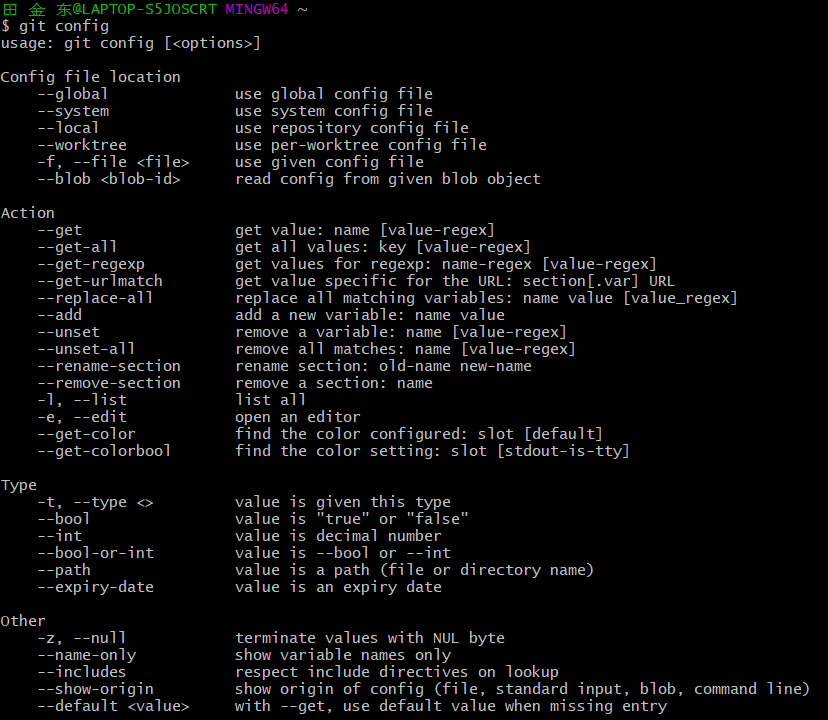 田 金 东@LAPTOP-S5JOSCRT MINGW64 ~
$ git config
usage: git config [<options>]

Config file location
    --global              use global config file
    --system              use system config file
    --local               use repository config file
    --worktree            use per-worktree config file
    -f, --file <file>     use given config file
    --blob <blob-id>      read config from given blob object

Action
    --get                 get value: name [value-regex]
    --get-all             get all values: key [value-regex]
    --get-regexp          get values for regexp: name-regex [value-regex]
    --get-urlmatch        get value specific for the URL: section[.var] URL
    --replace-all         replace all matching variables: name value [value_regex]
    --add                 add a new variable: name value
    --unset               remove a variable: name [value-regex]
    --unset-all           remove all matches: name [value-regex]
    --rename-section      rename section: old-name new-name
    --remove-section      remove a section: name
    -l, --list            list all
    -e, --edit            open an editor
    --get-color           find the color configured: slot [default]
    --get-colorbool       find the color setting: slot [stdout-is-tty]

Type
    -t, --type <>         value is given this type
    --bool                value is "true" or "false"
    --int                 value is decimal number
    --bool-or-int         value is --bool or --int
    --path                value is a path (file or directory name)
    --expiry-date         value is an expiry date

Other
    -z, --null            terminate values with NUL byte
    --name-only           show variable names only
    --includes            respect include directives on lookup
    --show-origin         show origin of config (file, standard input, blob, command line)
    --default <value>     with --get, use default value when missing entry